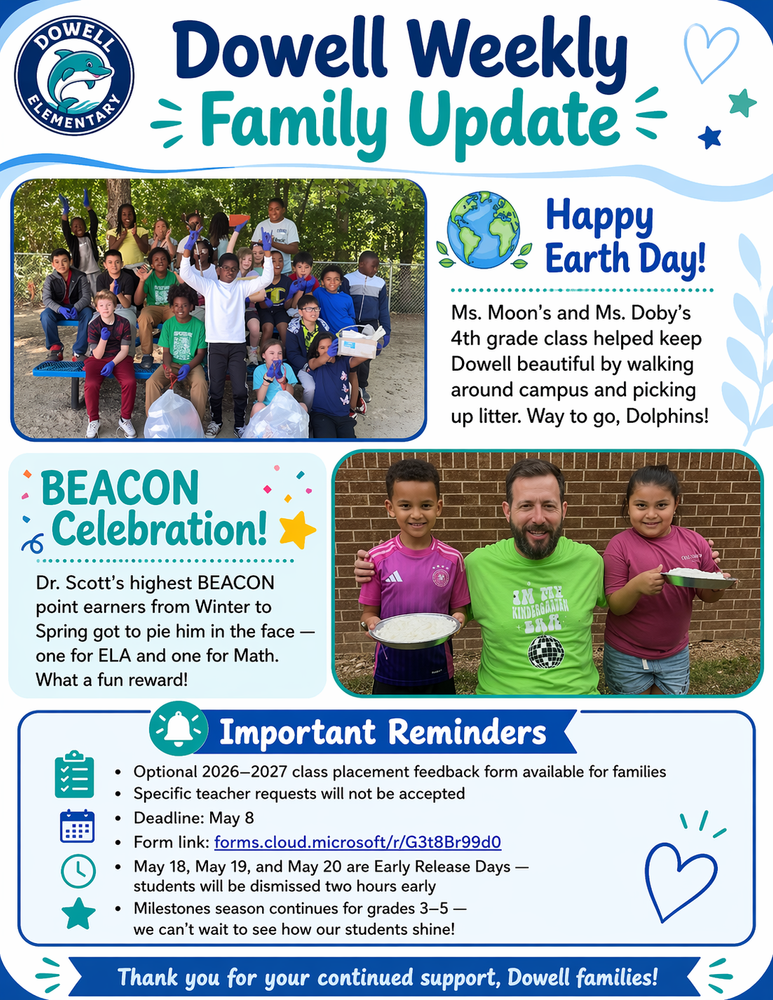 DOWELL
ELEMENTARY
Dowell Weekly
Family Update
Happy
Earth Day!
Ms. Moon's and Ms. Doby's
4th grade class helped keep
Dowell beautiful by walking
around campus and picking
up litter. Way to go, Dolphins!
BEACON
Celebration!
Dr. Scott's highest BEACON
point earners from Winter to
Spring got to pie him in the face —
one for ELA and one for Math.
What a fun reward!
IN MY
KINDERGARTEN
ERA
Important Reminders
• Optional 2026–2027 class placement feedback form available for families
• Specific teacher requests will not be accepted
• Deadline: May 8
• Form link: forms.cloud.microsoft/r/G3t8Br99d0
• May 18, May 19, and May 20 are Early Release Days —
students will be dismissed two hours early
• Milestones season continues for grades 3–5 —
we can't wait to see how our students shine!
Thank you for your continued support, Dowell families!